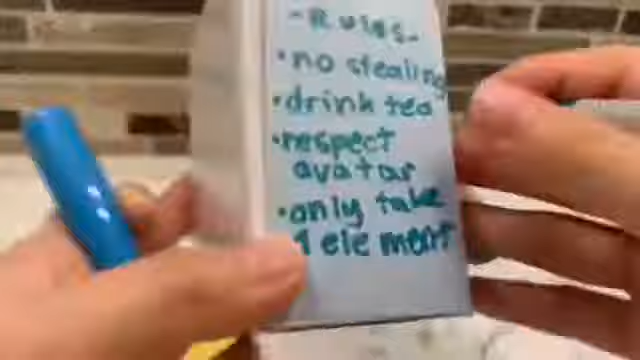 -Rules-
•no stealing
•drink tea
•respect
avatar
•only take
1 element